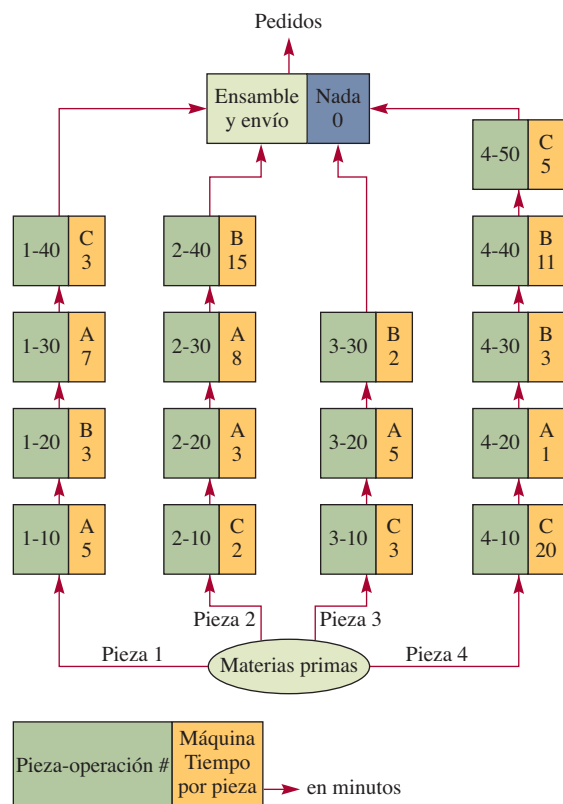 Pedidos
Ensamble
y envío
Nada
0
4-50
C
5
1-40
C
3
2-40
B
15
4-40
B
11
1-30
A
7
2-30
A
8
3-30
B
2
4-30
B
3
1-20
B
3
2-20
A
3
3-20
A
5
4-20
A
1
1-10
A
5
2-10
C
2
3-10
C
3
4-10
C
20
Pieza 2
Pieza 3
Pieza 1
Materias primas
Pieza 4
Pieza-operación #
Máquina
Tiempo
por pieza
en minutos